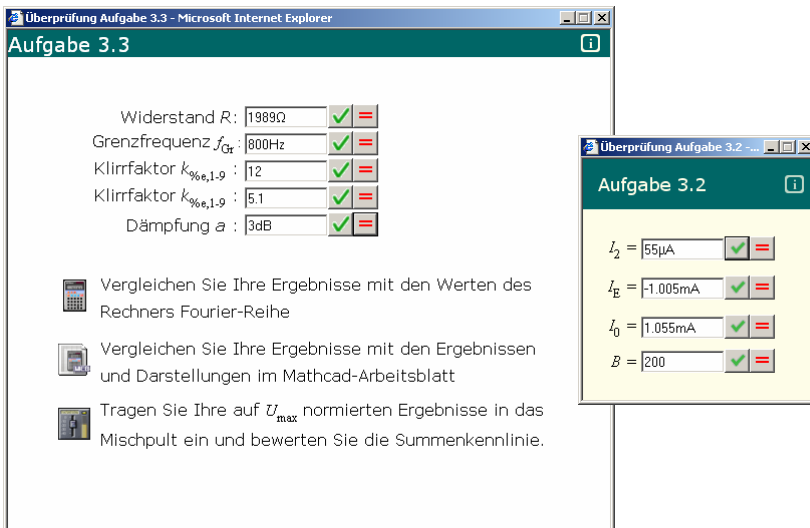 Überprüfung Aufgabe 3.3 - Microsoft Internet Explorer
Aufgabe 3.3
Widerstand R: 1989Ω
Grenzfrequenz fGr : 800Hz
Klirrfaktor k%e,1-9 : 12
Klirrfaktor k%e,1-9 : 5.1
Dämpfung a : 3dB
Vergleichen Sie Ihre Ergebnisse mit den Werten des
Rechners Fourier-Reihe
Vergleichen Sie Ihre Ergebnisse mit den Ergebnissen
und Darstellungen im Mathcad-Arbeitsblatt
Tragen Sie Ihre auf Umax normierten Ergebnisse in das
Mischpult ein und bewerten Sie die Summenkennlinie.
Überprüfung Aufgabe 3.2 -...
Aufgabe 3.2
I2 = 55µA
IE = -1.005mA
I0 = 1.055mA
B = 200